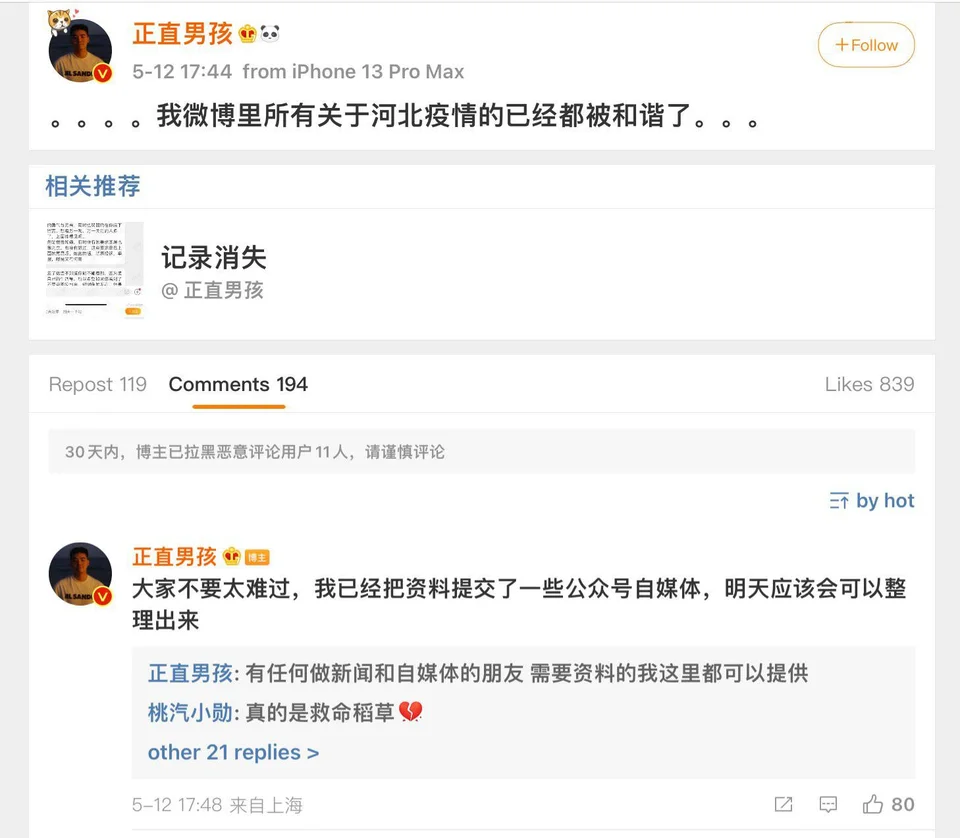 正直男孩
+Follow
5-12 17:44 from iPhone 13 Pro Max
。。。。我微博里所有关于河北疫情的已经都被和谐了。。。
相关推荐
记录消失
@ 正直男孩
Repost 119 Comments 194 Likes 839
30天内，博主已拉黑恶意评论用户11人，请谨慎评论
by hot
正直男孩 博主
大家不要太难过，我已经把资料提交了一些公众号自媒体，明天应该会可以整
理出来
正直男孩: 有任何做新闻和自媒体的朋友 需要资料的我这里都可以提供
桃汽小勋: 真的是救命稻草💔
other 21 replies >
5-12 17:48 来自上海 80